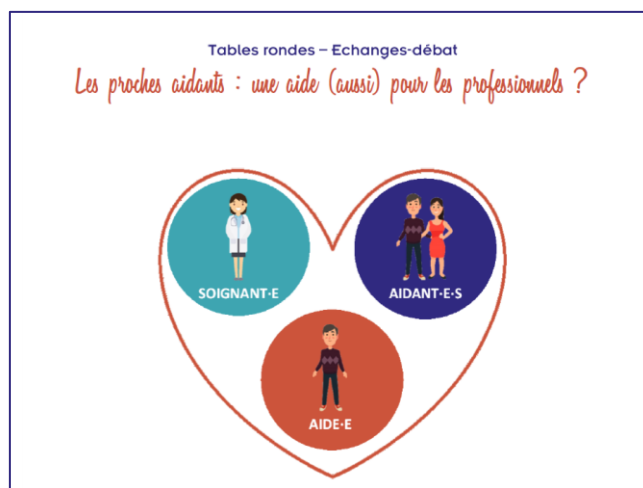 Tables rondes – Echanges-débat
Les proches aidants : une aide (aussi) pour les professionnels ?
SOIGNANT·E
AIDANT·E·S
AIDE·E